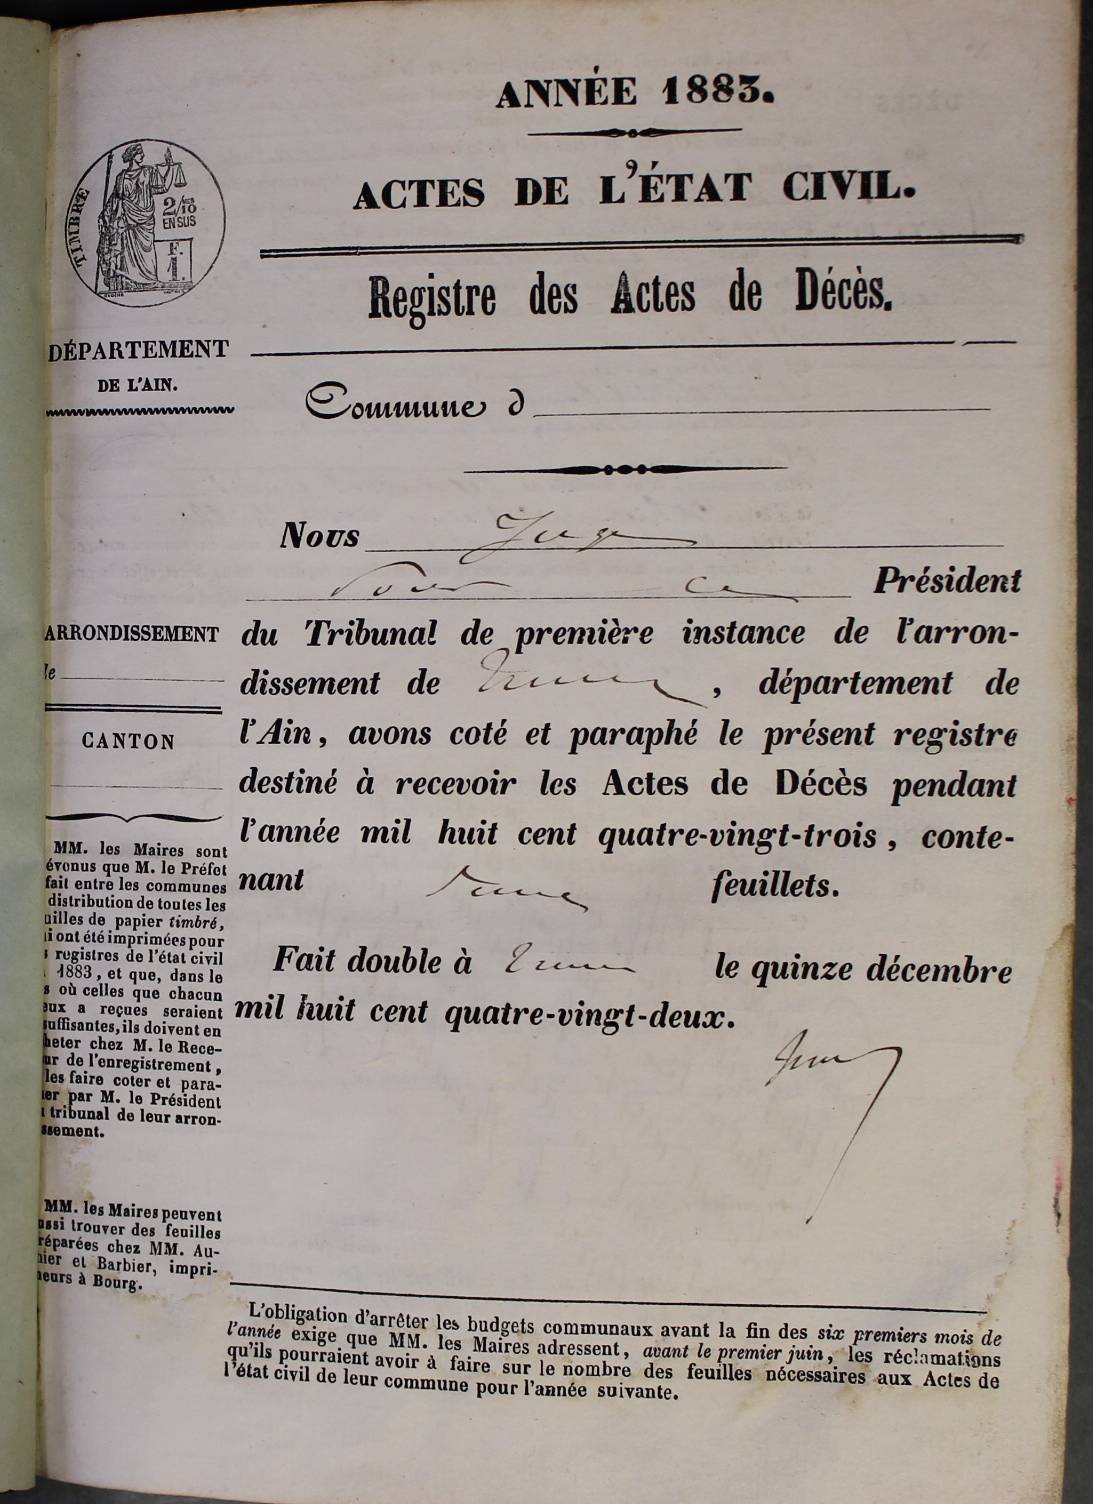 ANNÉE 1883.
ACTES DE L'ÉTAT CIVIL.
TIMBRE
2/10
EN SUS
F.
1.
Registre des Actes de Décès.
DÉPARTEMENT
DE L'AIN.
Commune d
Nous Juge
Pour le Président
ARRONDISSEMENT
de
CANTON
du Tribunal de première instance de l'arron-
dissement de , département de
l'Ain, avons coté et paraphé le présent registre
destiné à recevoir les Actes de Décès pendant
l'année mil huit cent quatre-vingt-trois, conte-
nant feuillets.
Fait double à le quinze décembre
mil huit cent quatre-vingt-deux.
MM. les Maires sont
évenus que M. le Préfet
fait entre les communes
distribution de toutes les
uilles de papier timbré,
i ont été imprimées pour
s registres de l'état civil
1883, et que, dans le
s où celles que chacun
eux a reçues seraient
suffisantes, ils doivent en
heter chez M. le Rece-
ur de l'enregistrement,
les faire coter et para-
er par M. le Président
tribunal de leur arron-
ssement.
MM. les Maires peuvent
ussi trouver des feuilles
réparées chez MM. Au-
nier et Barbier, impri-
neurs à Bourg.
L'obligation d'arrêter les budgets communaux avant la fin des six premiers mois de
l'année exige que MM. les Maires adressent, avant le premier juin, les réclamations
qu'ils pourraient avoir à faire sur le nombre des feuilles nécessaires aux Actes de
l'état civil de leur commune pour l'année suivante.